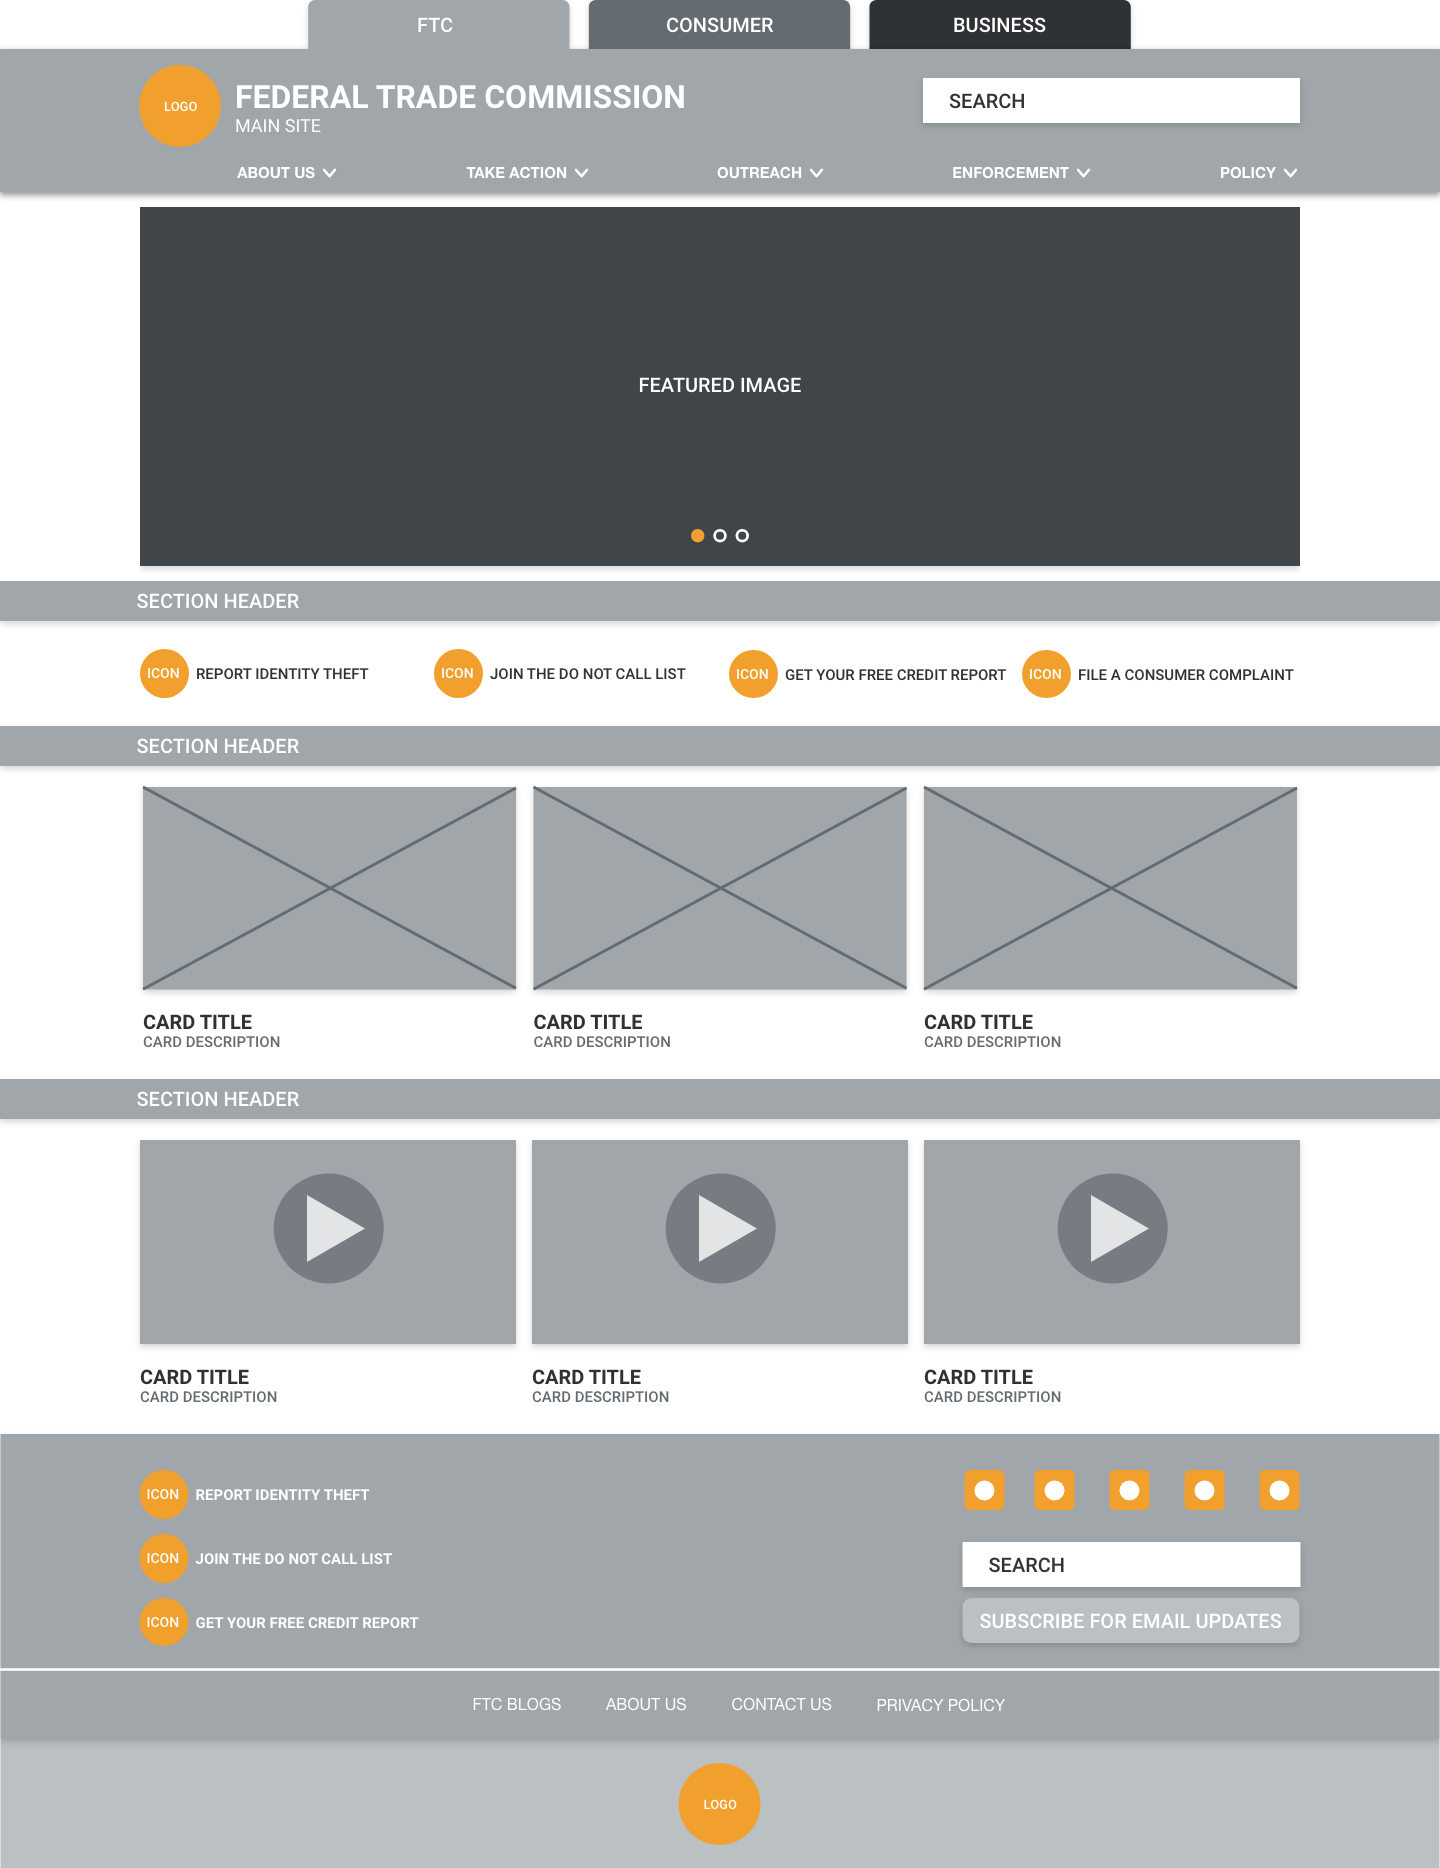 FTC
CONSUMER
BUSINESS
LOGO
FEDERAL TRADE COMMISSION
MAIN SITE
SEARCH
ABOUT US
TAKE ACTION
OUTREACH
ENFORCEMENT
POLICY
FEATURED IMAGE
SECTION HEADER
ICON
REPORT IDENTITY THEFT
ICON
JOIN THE DO NOT CALL LIST
ICON
GET YOUR FREE CREDIT REPORT
ICON
FILE A CONSUMER COMPLAINT
SECTION HEADER
CARD TITLE
CARD DESCRIPTION
CARD TITLE
CARD DESCRIPTION
CARD TITLE
CARD DESCRIPTION
SECTION HEADER
CARD TITLE
CARD DESCRIPTION
CARD TITLE
CARD DESCRIPTION
CARD TITLE
CARD DESCRIPTION
ICON
REPORT IDENTITY THEFT
ICON
JOIN THE DO NOT CALL LIST
ICON
GET YOUR FREE CREDIT REPORT
SEARCH
SUBSCRIBE FOR EMAIL UPDATES
FTC BLOGS
ABOUT US
CONTACT US
PRIVACY POLICY
LOGO